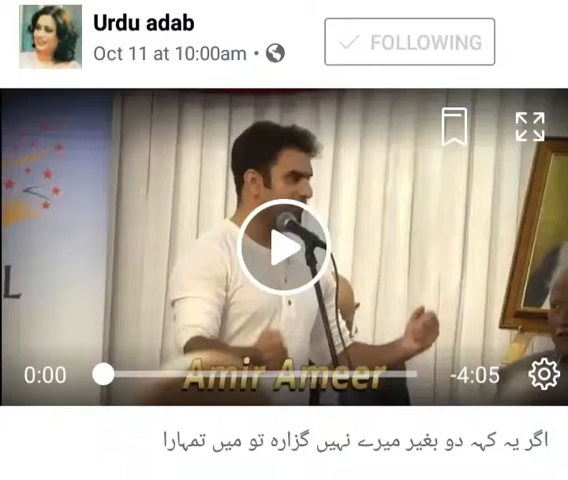 Urdu adab
Oct 11 at 10:00am •
FOLLOWING
L
0:00
Amir Ameer
-4:05
اگر یہ کہہ دو بغیر میرے نہیں گزارہ تو میں تمہارا